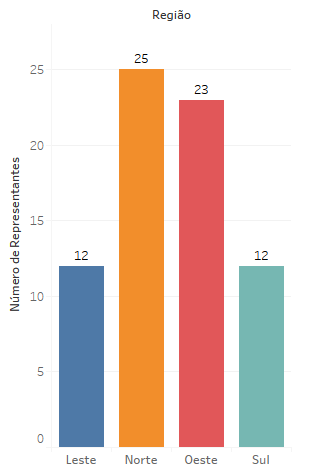 Região
Número de Representantes
25
20
15
10
5
0
12
25
23
12
Leste
Norte
Oeste
Sul